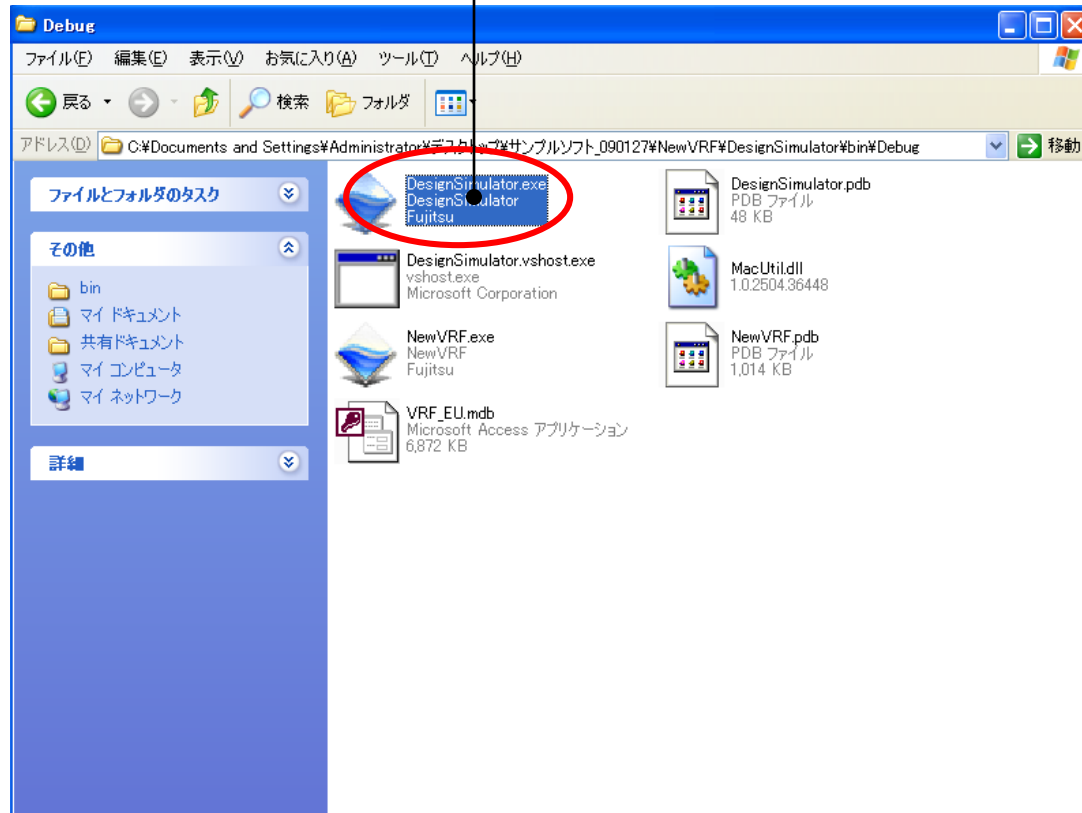 Debug
ファイル(F) 編集(E) 表示(V) お気に入り(A) ツール(T) ヘルプ(H)
戻る 検索 フォルダ
アドレス(D) C:¥Documents and Settings¥Administrator¥デスクトップ¥サンプルソフト_090127¥NewVRF¥DesignSimulator¥bin¥Debug 移動
ファイルとフォルダのタスク
その他
bin
マイ ドキュメント
共有ドキュメント
マイ コンピュータ
マイ ネットワーク
詳細
DesignSimulator.exe
DesignSimulator
Fujitsu
DesignSimulator.pdb
PDB ファイル
48 KB
DesignSimulator.vshost.exe
vshost.exe
Microsoft Corporation
MacUtil.dll
1.0.2504.36448
NewVRF.exe
NewVRF
Fujitsu
NewVRF.pdb
PDB ファイル
1,014 KB
VRF_EU.mdb
Microsoft Access アプリケーション
6,872 KB